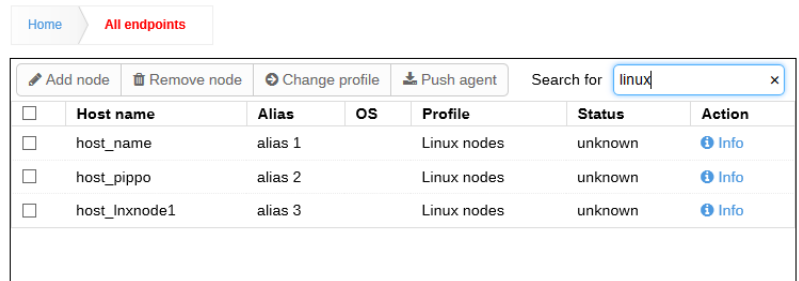 Home All endpoints
Add node Remove node Change profile Push agent Search for linux ×
Host name Alias OS Profile Status Action
host_name alias 1 Linux nodes unknown Info
host_pippo alias 2 Linux nodes unknown Info
host_lnxnode1 alias 3 Linux nodes unknown Info